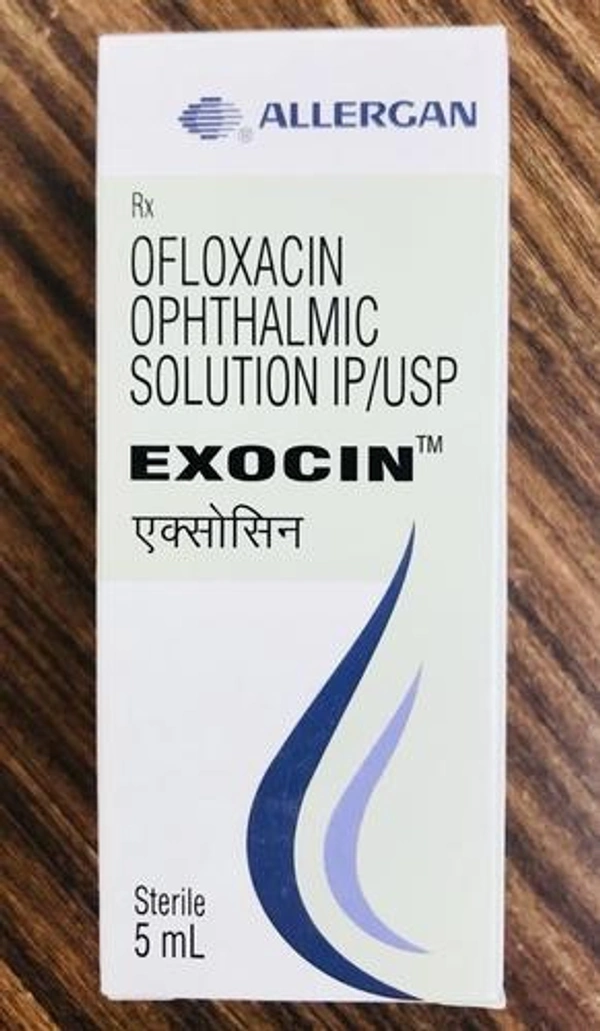 ® ALLERGAN
Rx
OFLOXACIN
OPHTHALMIC
SOLUTION IP/USP
EXOCIN™
एक्सोसिन
Sterile
5 mL